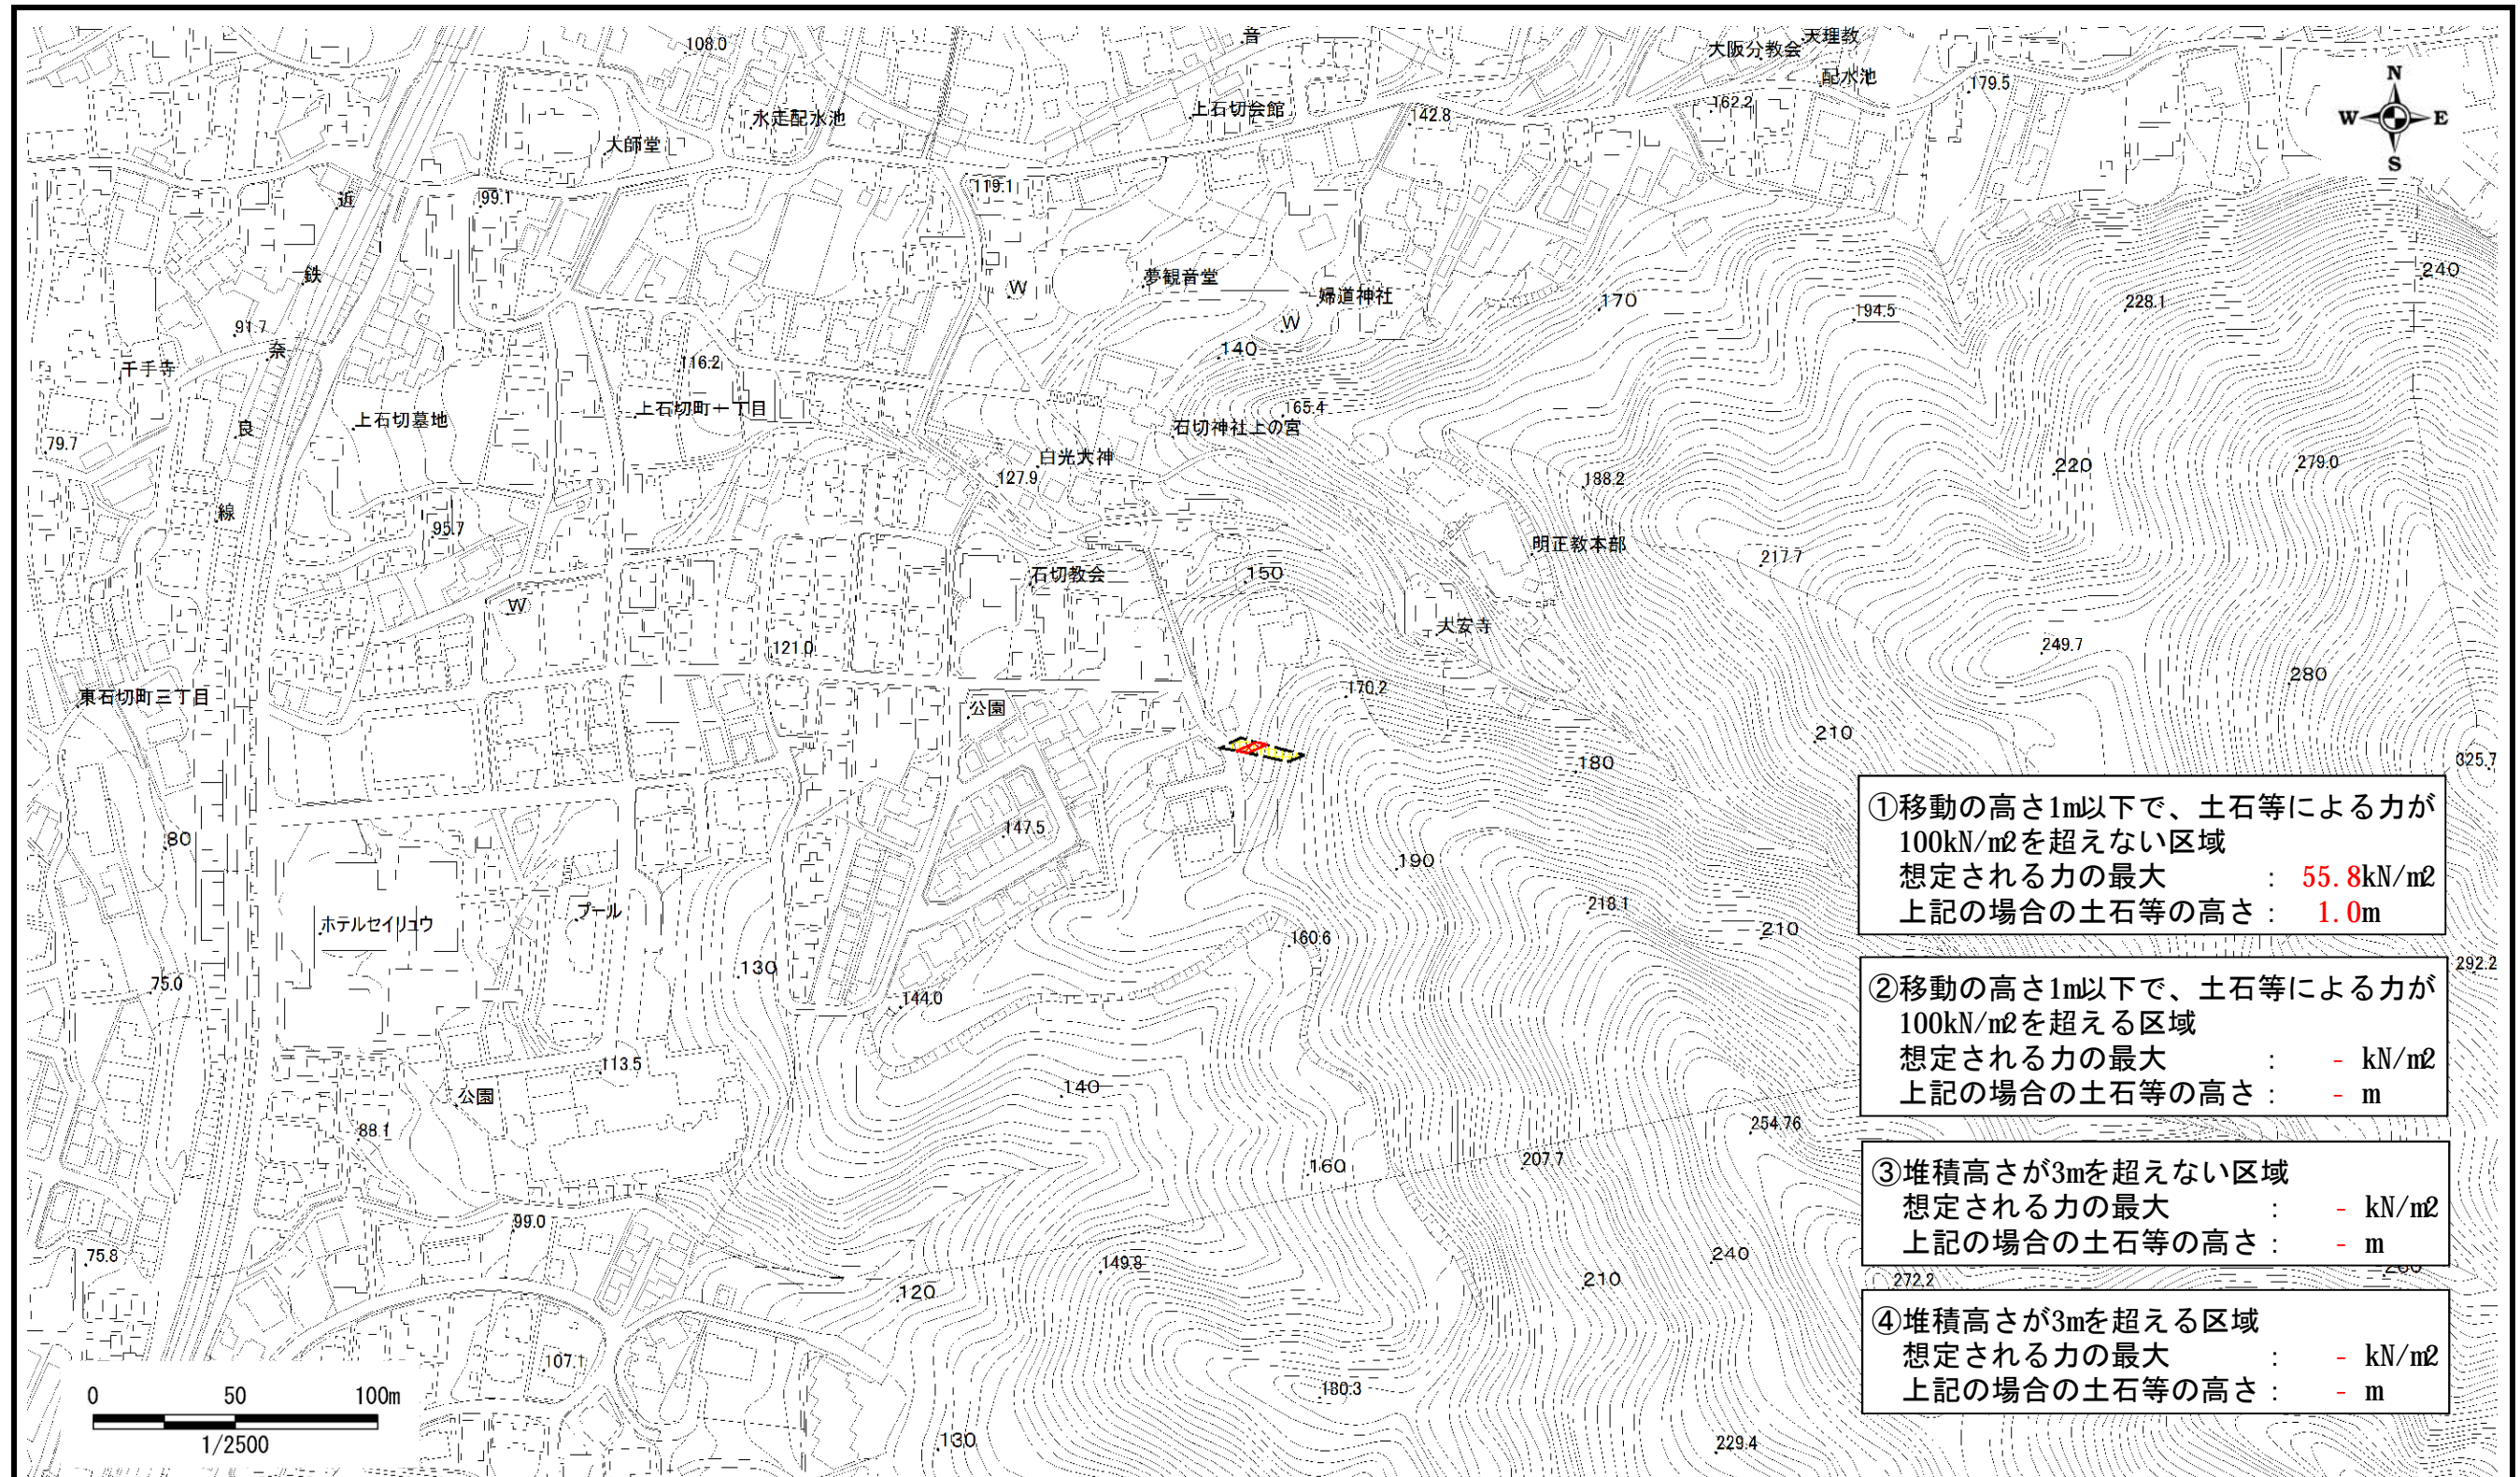 108.0
音
大阪分教会
天理教
配水池
179.5
N
W
E
S
水走配水池
上石切会館
142.8
162.2
大師堂
近
99.1
119.1
鉄
W
夢観音堂
婦道神社
170
194.5
228.1
240
91.7
奈
W
140
千手寺
116.2
上石切墓地
上石切町一丁目
165.4
良
石切神社上の宮
79.7
白光大神
127.9
188.2
220
279.0
線
95.7
明正教本部
217.7
石切教会
150
W
大安寺
121.0
249.7
280
東石切町三丁目
170.2
公園
210
180
325.7
80
147.5
190
ホテルセイリュウ
プール
218.1
160.6
210
130
75.0
144.0
292.2
113.5
140
公園
88.1
254.76
160
207.7
99.0
75.8
149.8
240
120
210
272.2
107.1
180.3
130
229.4
①移動の高さ1m以下で、土石等による力が
100kN/m2を超えない区域
想定される力の最大 : 55.8kN/m2
上記の場合の土石等の高さ : 1.0m
②移動の高さ1m以下で、土石等による力が
100kN/m2を超える区域
想定される力の最大 : - kN/m2
上記の場合の土石等の高さ : - m
③堆積高さが3mを超えない区域
想定される力の最大 : - kN/m2
上記の場合の土石等の高さ : - m
④堆積高さが3mを超える区域
想定される力の最大 : - kN/m2
上記の場合の土石等の高さ : - m
0 50 100m
1/2500